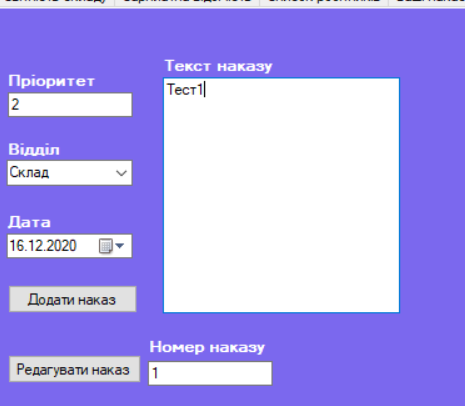 Пріоритет
2
Відділ
Склад
Дата
16.12.2020
Додати наказ
Редагувати наказ
Текст наказу
Тест1
Номер наказу
1